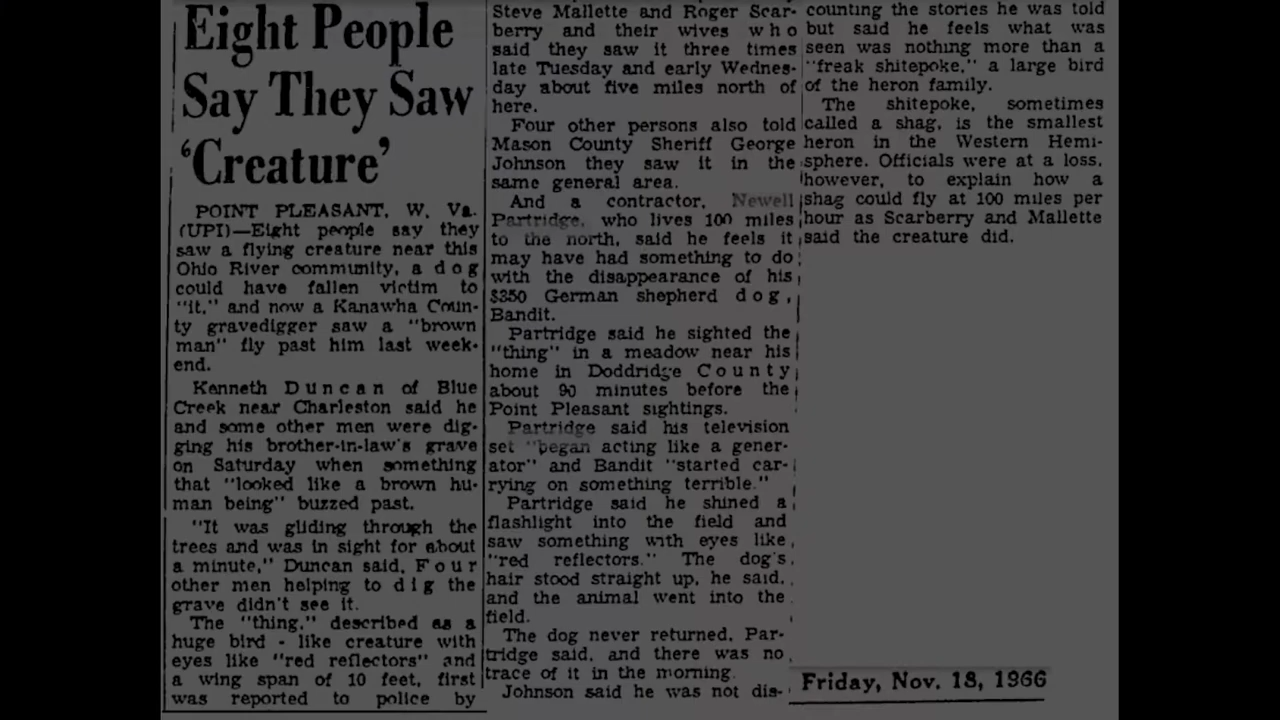 Eight People
Say They Saw
'Creature'
POINT PLEASANT, W. Va.
(UPI)—Eight people say they
saw a flying creature near this
Ohio River community, a dog
could have fallen victim to
"it," and now a Kanawha Coun-
ty gravedigger saw a "brown
man" fly past him last week-
end.
Kenneth Duncan of Blue
Creek near Charleston said he
and some other men were dig-
ging his brother-in-law's grave
on Saturday when something
that "looked like a brown hu-
man being" buzzed past.
"It was gliding through the
trees and was in sight for about
a minute," Duncan said. Four
other men helping to dig the
grave didn't see it.
The "thing," described as a
huge bird - like creature with
eyes like "red reflectors" and
a wing span of 10 feet, first
was reported to police by
Steve Mallette and Roger Scar-
berry and their wives who
said they saw it three times
late Tuesday and early Wednes-
day about five miles north of
here.
Four other persons also told
Mason County Sheriff George
Johnson they saw it in the
same general area.
And a contractor, Newell
Partridge, who lives 100 miles
to the north, said he feels it
may have had something to do
with the disappearance of his
$350 German shepherd dog,
Bandit.
Partridge said he sighted the
"thing" in a meadow near his
home in Doddridge County
about 90 minutes before the
Point Pleasant sightings.
Partridge said his television
set "began acting like a gener-
ator" and Bandit "started car-
rying on something terrible."
Partridge said he shined a
flashlight into the field and
saw something with eyes like
"red reflectors." The dog's
hair stood straight up, he said,
and the animal went into the
field.
The dog never returned, Par-
tridge said, and there was no
trace of it in the morning.
Johnson said he was not dis-
counting the stories he was told
but said he feels what was
seen was nothing more than a
"freak shitepoke," a large bird
of the heron family.
The shitepoke, sometimes
called a shag, is the smallest
heron in the Western Hemi-
sphere. Officials were at a loss,
however, to explain how a
shag could fly at 100 miles per
hour as Scarberry and Mallette
said the creature did.
Friday, Nov. 18, 1966